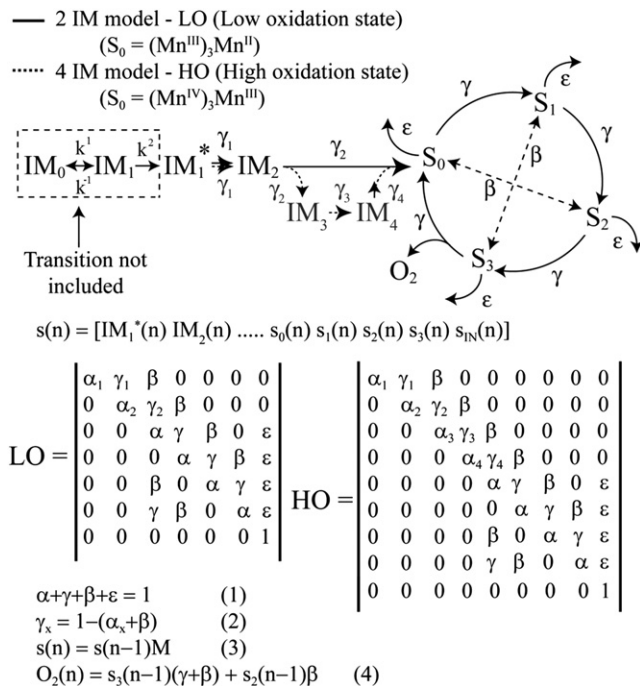 2 IM model - LO (Low oxidation state)
(S₀ = (Mnᴵᴵᴵ)₃Mnᴵᴵ)
4 IM model - HO (High oxidation state)
(S₀ = (Mnᴵⱽ)₃Mnᴵᴵᴵ)
S₁ ε
γ γ
ε β
k¹ k² γ₁ γ₂ S₀
IM₀ IM₁ IM₁* IM₂
k⁻¹ γ₁ γ₂ γ₃ γ₄ β
IM₃ IM₄ γ S₂ ε
Transition not
included
O₂ S₃ γ
ε
s(n) = [IM₁*(n) IM₂(n) ..... s₀(n) s₁(n) s₂(n) s₃(n) s_IN(n)]
LO =
α₁ γ₁ β 0 0 0 0
0 α₂ γ₂ β 0 0 0
0 0 α γ β 0 ε
0 0 0 α γ β ε
0 0 β 0 α γ ε
0 0 γ β 0 α ε
0 0 0 0 0 0 1
HO =
α₁ γ₁ β 0 0 0 0 0 0
0 α₂ γ₂ β 0 0 0 0 0
0 0 α₃ γ₃ β 0 0 0 0
0 0 0 α₄ γ₄ β 0 0 0
0 0 0 0 α γ β 0 ε
0 0 0 0 0 α γ β ε
0 0 0 0 β 0 α γ ε
0 0 0 0 γ β 0 α ε
0 0 0 0 0 0 0 0 1
α+γ+β+ε = 1 (1)
γₓ = 1−(αₓ+β) (2)
s(n) = s(n−1)M (3)
O₂(n) = s₃(n−1)(γ+β) + s₂(n−1)β (4)